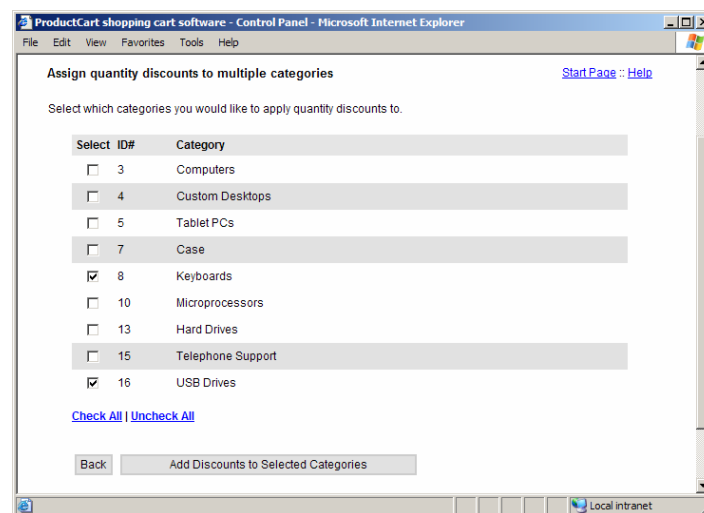 ProductCart shopping cart software - Control Panel - Microsoft Internet Explorer
File Edit View Favorites Tools Help
Assign quantity discounts to multiple categories Start Page :: Help
Select which categories you would like to apply quantity discounts to.
Select ID# Category
3 Computers
4 Custom Desktops
5 Tablet PCs
7 Case
8 Keyboards
10 Microprocessors
13 Hard Drives
15 Telephone Support
16 USB Drives
Check All | Uncheck All
Back Add Discounts to Selected Categories
Local intranet